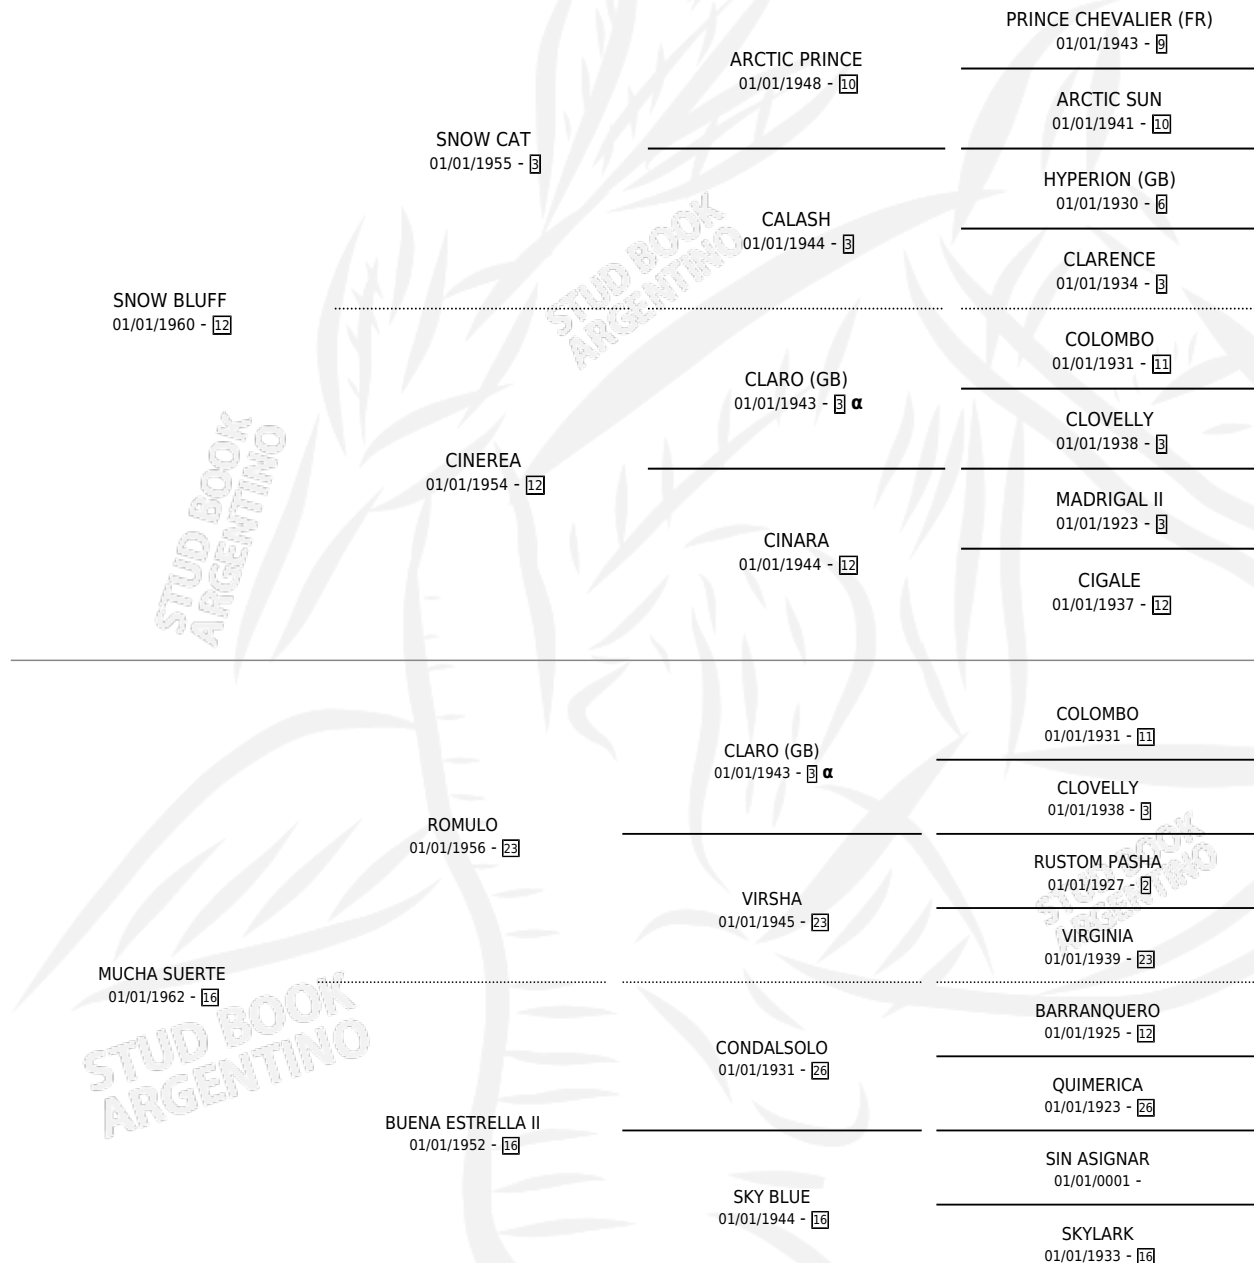 PRINCE CHEVALIER (FR)
01/01/1943 - 9
ARCTIC PRINCE
01/01/1948 - 10
ARCTIC SUN
01/01/1941 - 10
SNOW CAT
01/01/1955 - 3
HYPERION (GB)
01/01/1930 - 6
CALASH
01/01/1944 - 3
CLARENCE
01/01/1934 - 3
SNOW BLUFF
01/01/1960 - 12
COLOMBO
01/01/1931 - 11
CLARO (GB)
01/01/1943 - 3 α
CLOVELLY
01/01/1938 - 3
CINEREA
01/01/1954 - 12
MADRIGAL II
01/01/1923 - 3
CINARA
01/01/1944 - 12
CIGALE
01/01/1937 - 12
COLOMBO
01/01/1931 - 11
CLARO (GB)
01/01/1943 - 3 α
CLOVELLY
01/01/1938 - 3
ROMULO
01/01/1956 - 23
RUSTOM PASHA
01/01/1927 - 2
VIRSHA
01/01/1945 - 23
VIRGINIA
01/01/1939 - 23
MUCHA SUERTE
01/01/1962 - 16
BARRANQUERO
01/01/1925 - 12
CONDALSOLO
01/01/1931 - 26
QUIMERICA
01/01/1923 - 26
BUENA ESTRELLA II
01/01/1952 - 16
SIN ASIGNAR
01/01/0001 -
SKY BLUE
01/01/1944 - 16
SKYLARK
01/01/1933 - 16
STUD BOOK
ARGENTINO
STUD BOOK
ARGENTINO
STUD BOOK
ARGENTINO
STUD BOOK
ARGENTINO